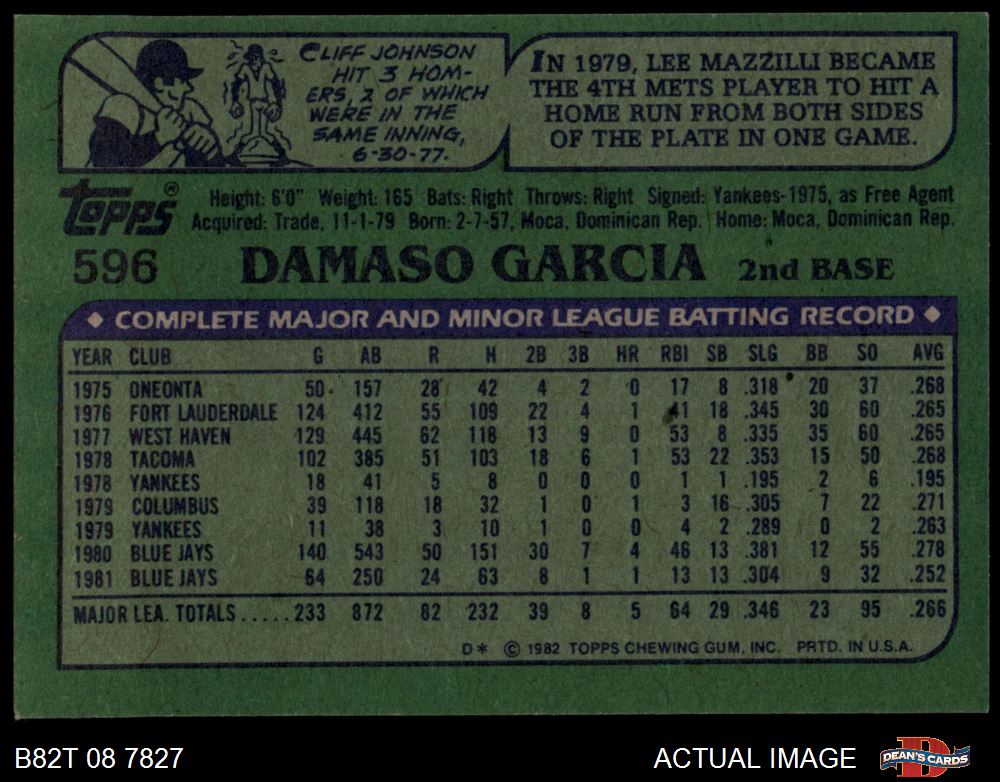 CLIFF JOHNSON
HIT 3 HOM-
ERS, 2 OF WHICH
WERE IN THE
SAME INNING,
6-30-77.
IN 1979, LEE MAZZILLI BECAME
THE 4TH METS PLAYER TO HIT A
HOME RUN FROM BOTH SIDES
OF THE PLATE IN ONE GAME.
Topps®
Height: 6'0" Weight: 165 Bats: Right Throws: Right Signed: Yankees-1975, as Free Agent
Acquired: Trade, 11-1-79 Born: 2-7-57, Moca, Dominican Rep. Home: Moca, Dominican Rep.
596 DAMASO GARCIA 2nd BASE
◆ COMPLETE MAJOR AND MINOR LEAGUE BATTING RECORD ◆
YEAR CLUB G AB R H 2B 3B HR RBI SB SLG BB SO AVG
1975 ONEONTA 50 157 28 42 4 2 0 17 8 .318 20 37 .268
1976 FORT LAUDERDALE 124 412 55 109 22 4 1 41 18 .345 30 60 .265
1977 WEST HAVEN 129 445 62 118 13 9 0 53 8 .335 35 60 .265
1978 TACOMA 102 385 51 103 18 6 1 53 22 .353 15 50 .268
1978 YANKEES 18 41 5 8 0 0 0 1 1 .195 2 6 .195
1979 COLUMBUS 39 118 18 32 1 0 1 3 16 .305 7 22 .271
1979 YANKEES 11 38 3 10 1 0 0 4 2 .289 0 2 .263
1980 BLUE JAYS 140 543 50 151 30 7 4 46 13 .381 12 55 .278
1981 BLUE JAYS 64 250 24 63 8 1 1 13 13 .304 9 32 .252
MAJOR LEA. TOTALS.....233 872 82 232 39 8 5 64 29 .346 23 95 .266
D* © 1982 TOPPS CHEWING GUM, INC. PRTD. IN U.S.A.
B82T 08 7827 ACTUAL IMAGE DEAN'S CARDS